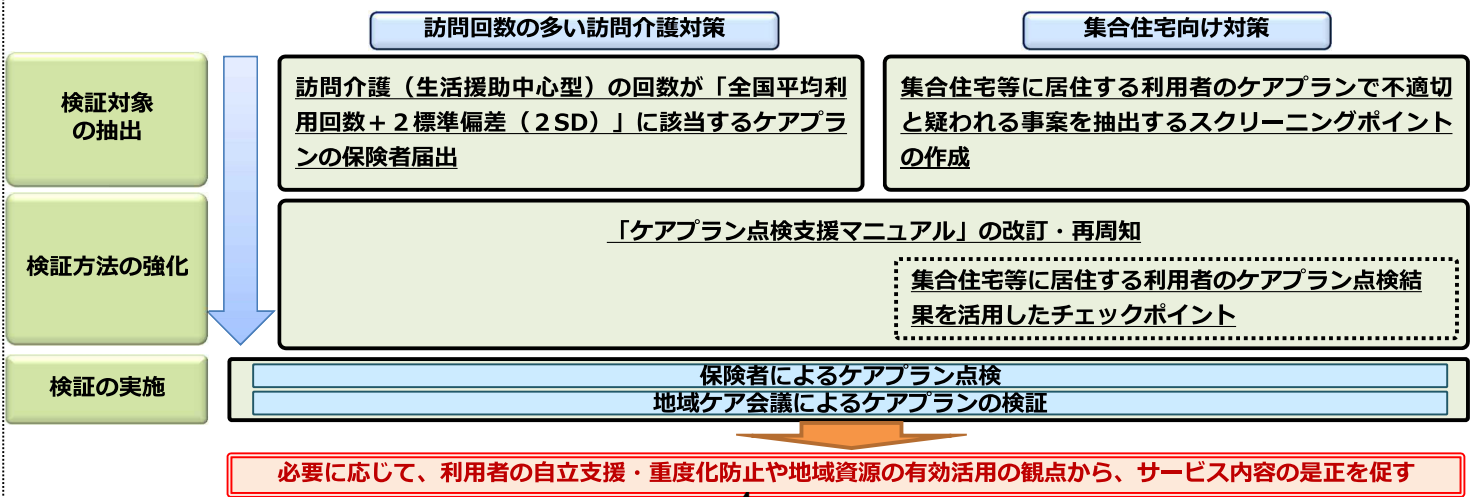 訪問回数の多い訪問介護対策
集合住宅向け対策
検証対象
の抽出
訪問介護（生活援助中心型）の回数が「全国平均利
用回数＋２標準偏差（２SD）」に該当するケアプラ
ンの保険者届出
集合住宅等に居住する利用者のケアプランで不適切
と疑われる事案を抽出するスクリーニングポイント
の作成
検証方法の強化
「ケアプラン点検支援マニュアル」の改訂・再周知
集合住宅等に居住する利用者のケアプラン点検結
果を活用したチェックポイント
検証の実施
保険者によるケアプラン点検
地域ケア会議によるケアプランの検証
必要に応じて、利用者の自立支援・重度化防止や地域資源の有効活用の観点から、サービス内容の是正を促す